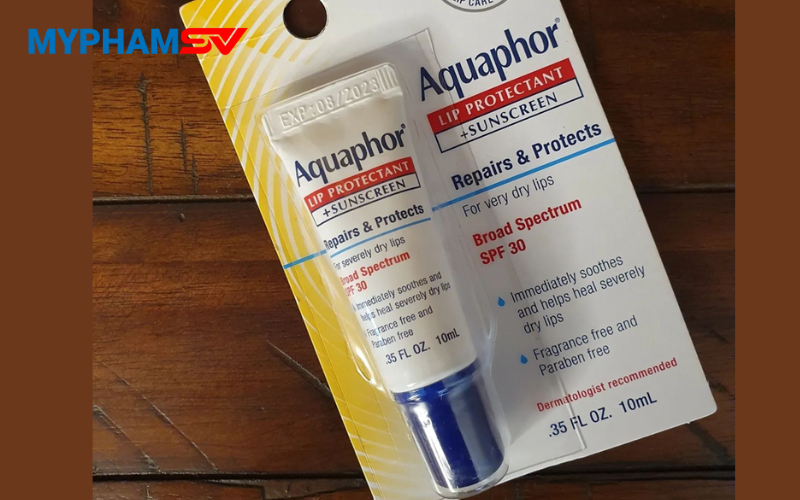 MYPHAMSV
LIP CARE
Aquaphor®
LIP PROTECTANT
+SUNSCREEN
Repairs & Protects
For very dry lips
Broad Spectrum
SPF 30
Immediately soothes
and helps heal severely
dry lips
Fragrance free and
Paraben free
Dermatologist recommended
.35 FL OZ. 10mL
EXP:08/2023
Aquaphor®
LIP PROTECTANT
+SUNSCREEN
Repairs & Protects
For severely dry lips
Broad Spectrum
SPF 30
Immediately soothes and
helps heal severely dry lips
Fragrance free and
Paraben free
.35 FL OZ. 10mL